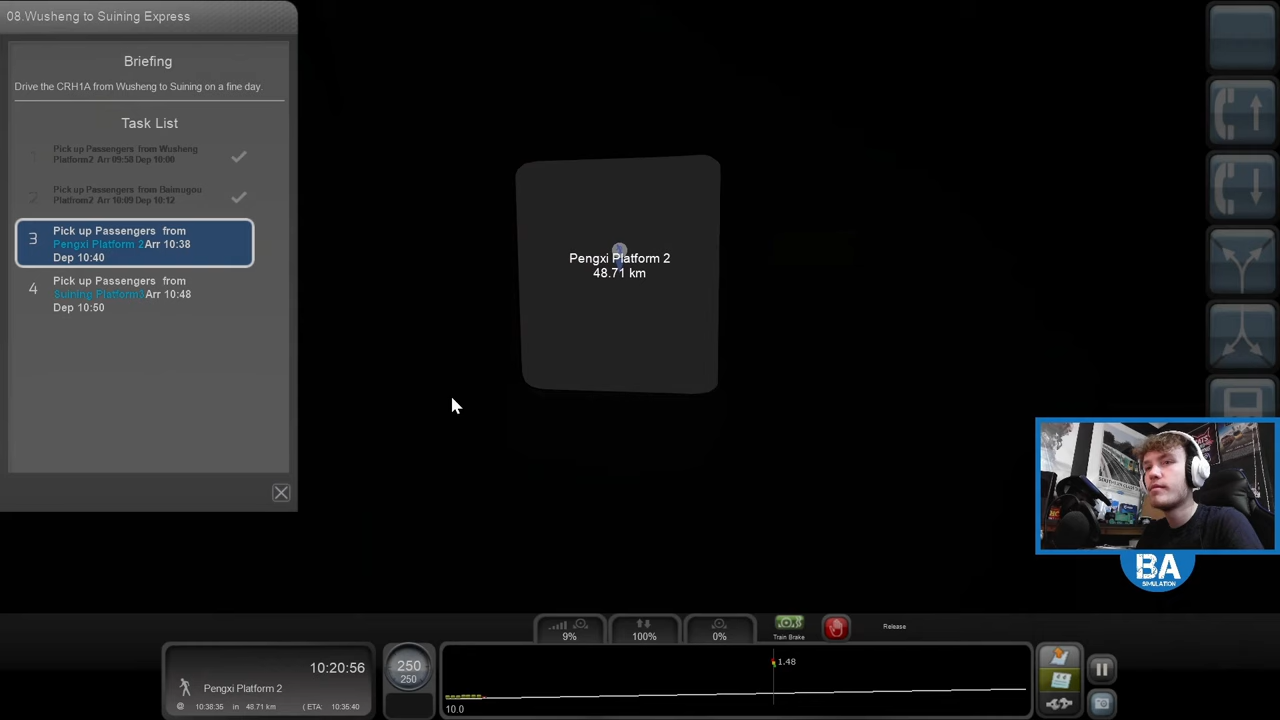 08.Wusheng to Suining Express
Briefing
Drive the CRH1A from Wusheng to Suining on a fine day.
Task List
Pick up Passengers from Wusheng
Platform2 Arr 09:58 Dep 10:00
2
Pick up Passengers from Baimugou
Platfrom2 Arr 10:09 Dep 10:12
3
Pick up Passengers from
Pengxi Platform 2 Arr 10:38
Dep 10:40
4
Pick up Passengers from
Suining Platform Arr 10:48
Dep 10:50
Pengxi Platform 2
48.71 km
BA
SIMULATION
9%
100%
0%
Train Brake
Release
10:20:56
Pengxi Platform 2
@ 10:38:36 in 48.71 km ( ETA: 10:35:40
250
250
1.48
10.0